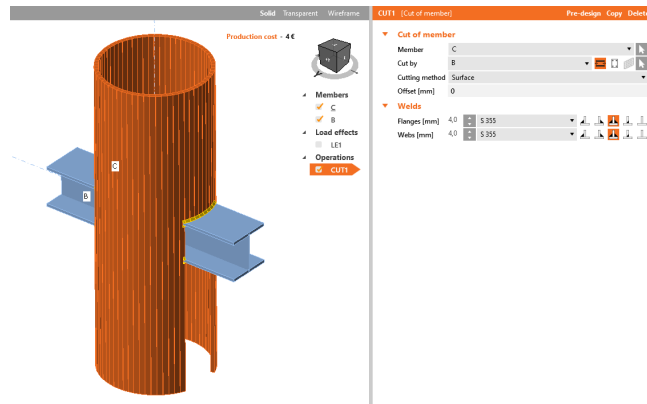 Solid Transparent Wireframe
Production cost - 4 €
Members
C
B
Load effects
LE1
Operations
CUT1
C
B
CUT1 [Cut of member] Pre-design Copy Delete
Cut of member
Member C
Cut by B
Cutting method Surface
Offset [mm] 0
Welds
Flanges [mm] 4,0 S 355
Webs [mm] 4,0 S 355